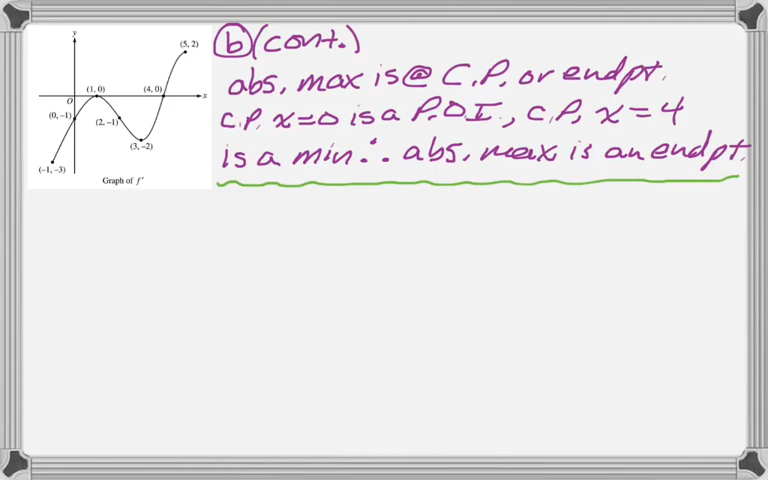 y
(5, 2)
(1, 0)
(4, 0)
O
x
(0, −1)
(2, −1)
(3, −2)
(−1, −3)
Graph of f′
b (cont.)
abs. max is @ C.P. or endpt.
C.P. x=0 is a P.O.I., C.P. x=4
is a min ∴ abs. max is an endpt.